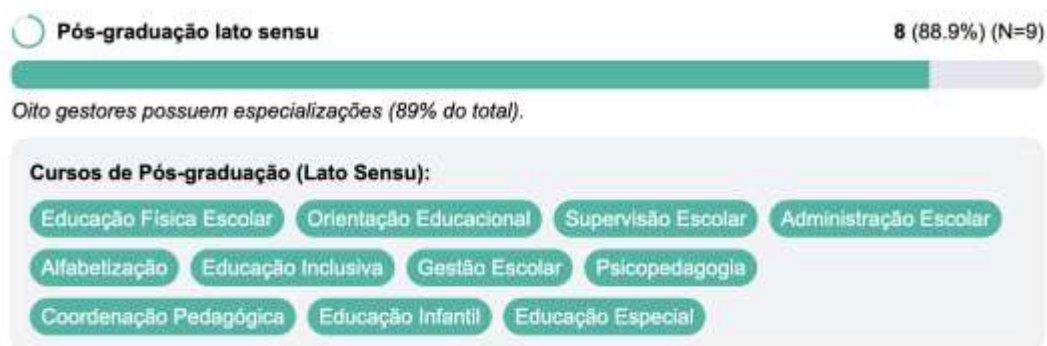 Pós-graduação lato sensu 8 (88.9%) (N=9)
Oito gestores possuem especializações (89% do total).
Cursos de Pós-graduação (Lato Sensu):
Educação Física Escolar Orientação Educacional Supervisão Escolar Administração Escolar
Alfabetização Educação Inclusiva Gestão Escolar Psicopedagogia
Coordenação Pedagógica Educação Infantil Educação Especial